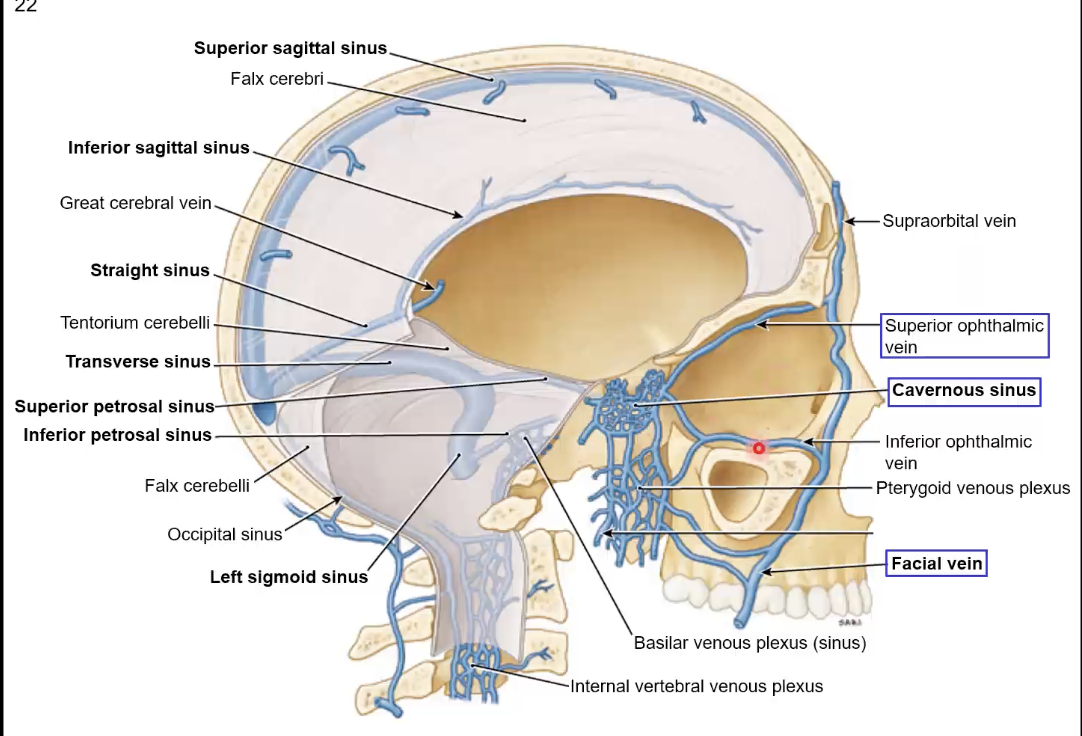 22
Superior sagittal sinus
Falx cerebri
Inferior sagittal sinus
Great cerebral vein
Straight sinus
Tentorium cerebelli
Transverse sinus
Superior petrosal sinus
Inferior petrosal sinus
Falx cerebelli
Occipital sinus
Left sigmoid sinus
Supraorbital vein
Superior ophthalmic
vein
Cavernous sinus
Inferior ophthalmic
vein
Pterygoid venous plexus
Facial vein
Basilar venous plexus (sinus)
Internal vertebral venous plexus